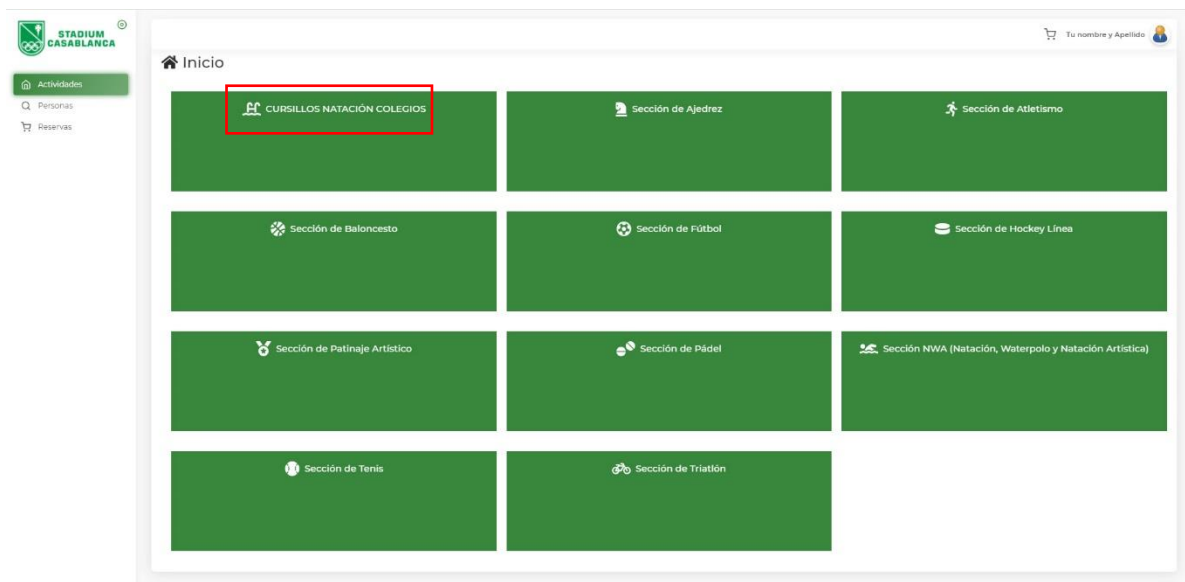 STADIUM
CASABLANCA
Tu nombre y Apellido
Inicio
Actividades
Personas
Reservas
CURSILLOS NATACIÓN COLEGIOS
Sección de Ajedrez
Sección de Atletismo
Sección de Baloncesto
Sección de Fútbol
Sección de Hockey Línea
Sección de Patinaje Artístico
Sección de Pádel
Sección NWA (Natación, Waterpolo y Natación Artística)
Sección de Tenis
Sección de Triatlón